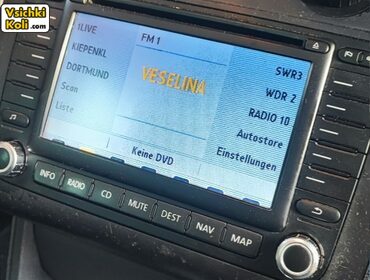 Vsichki
Koli .com
1LIVE
FM 1
SWR3
KIEPENKL
WDR 2
DORTMUND
VESELINA
RADIO 10
Scan
Autostore
Liste
Einstellungen
Keine DVD
INFO
RADIO
CD
MUTE
DEST
NAV
MAP